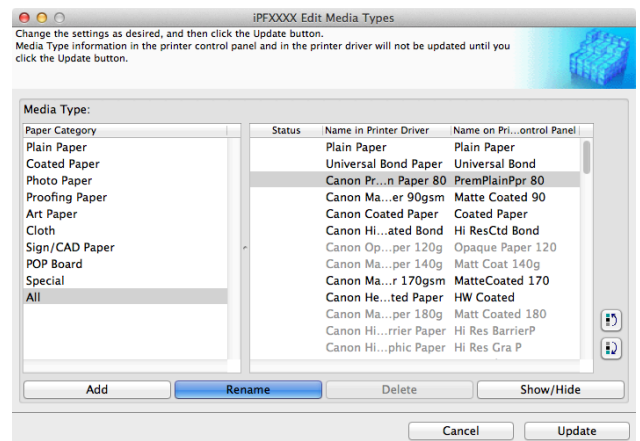 iPFXXXX Edit Media Types
Change the settings as desired, and then click the Update button.
Media Type information in the printer control panel and in the printer driver will not be updated until you
click the Update button.
Media Type:
Paper Category Status Name in Printer Driver Name on Pri...ontrol Panel
Plain Paper Plain Paper Plain Paper
Coated Paper Universal Bond Paper Universal Bond
Photo Paper Canon Pr...n Paper 80 PremPlainPpr 80
Proofing Paper Canon Ma...er 90gsm Matte Coated 90
Art Paper Canon Coated Paper Coated Paper
Cloth Canon Hi...ated Bond Hi ResCtd Bond
Sign/CAD Paper Canon Op...per 120g Opaque Paper 120
POP Board Canon Ma...per 140g Matt Coat 140g
Special Canon Ma...r 170gsm MatteCoated 170
All Canon He...ted Paper HW Coated
Canon Ma...per 180g Matt Coated 180
Canon Hi...rrier Paper Hi Res BarrierP
Canon Hi...phic Paper Hi Res Gra P
Add Rename Delete Show/Hide
Cancel Update